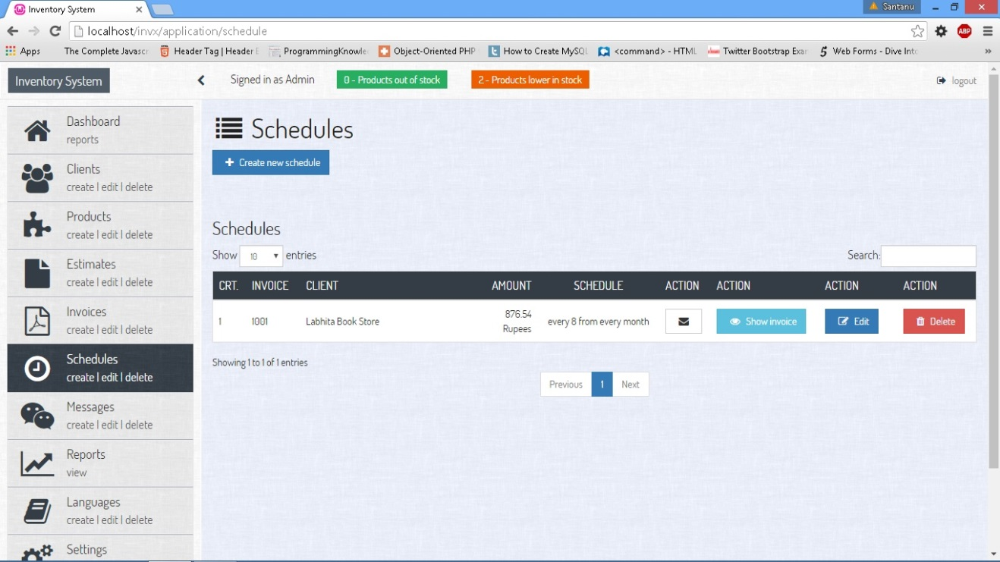 Inventory System
Santanu
localhost/invx/application/schedule
ABP
Apps The Complete Javascr Header Tag | Header E ProgrammingKnowle Object-Oriented PHP How to Create MySQL <command> - HTML Twitter Bootstrap Exar Web Forms - Dive Into »
Inventory System
Signed in as Admin
0 - Products out of stock
2 - Products lower in stock
logout
Dashboard
reports
Clients
create | edit | delete
Products
create | edit | delete
Estimates
create | edit | delete
Invoices
create | edit | delete
Schedules
create | edit | delete
Messages
create | edit | delete
Reports
view
Languages
create | edit | delete
Settings
Schedules
+ Create new schedule
Schedules
Show 10 entries
Search:
CRT. INVOICE CLIENT AMOUNT SCHEDULE ACTION ACTION ACTION ACTION
1 1001 Labhita Book Store 876.54 Rupees every 8 from every month Show invoice Edit Delete
Showing 1 to 1 of 1 entries
Previous 1 Next